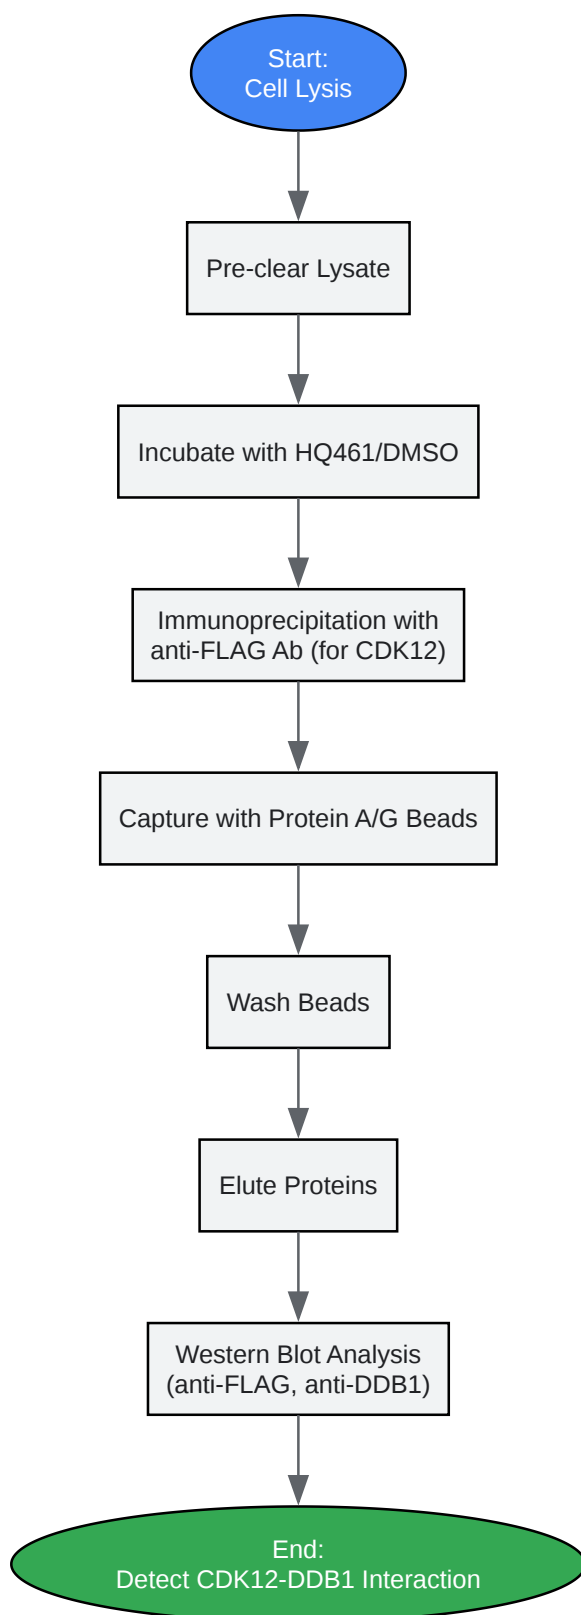 Start:
Cell Lysis
Pre-clear Lysate
Incubate with HQ461/DMSO
Immunoprecipitation with
anti-FLAG Ab (for CDK12)
Capture with Protein A/G Beads
Wash Beads
Elute Proteins
Western Blot Analysis
(anti-FLAG, anti-DDB1)
End:
Detect CDK12-DDB1 Interaction